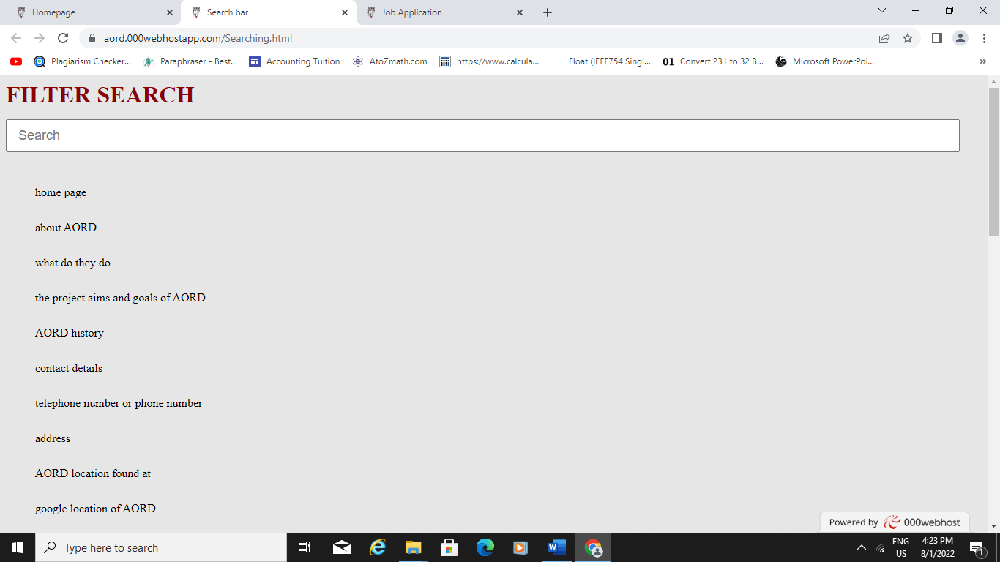 Homepage
Search bar
Job Application
aord.000webhostapp.com/Searching.html
Plagiarism Checker...
Paraphraser - Best...
Accounting Tuition
AtoZmath.com
https://www.calcula...
Float (IEEE754 Singl...
01 Convert 231 to 32 B...
Microsoft PowerPoi...
FILTER SEARCH
Search
home page
about AORD
what do they do
the project aims and goals of AORD
AORD history
contact details
telephone number or phone number
address
AORD location found at
google location of AORD
Powered by 000webhost
Type here to search
ENG
US
4:23 PM
8/1/2022
1